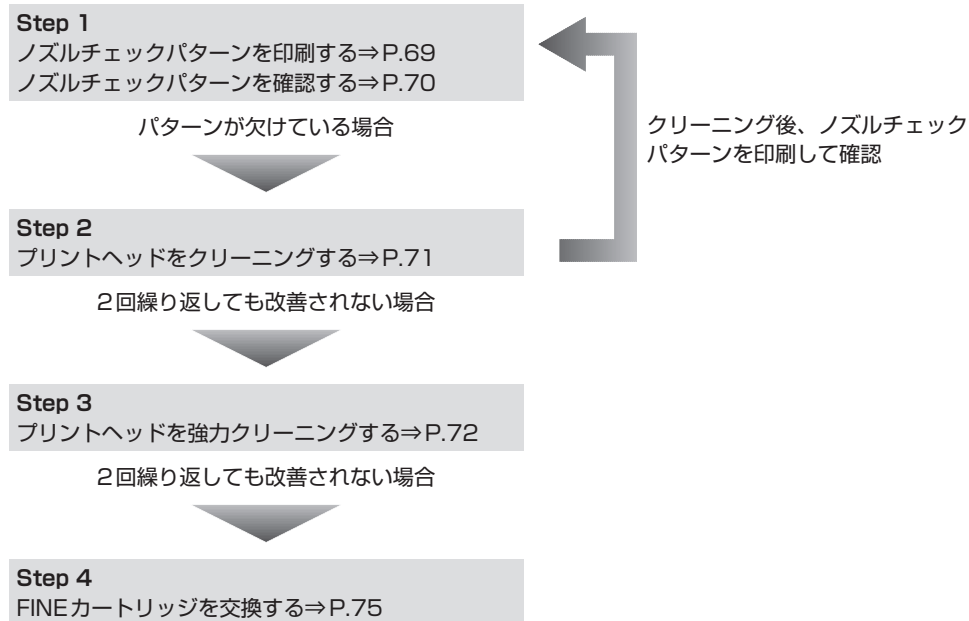 Step 1
ノズルチェックパターンを印刷する⇒P.69
ノズルチェックパターンを確認する⇒P.70
パターンが欠けている場合
クリーニング後、ノズルチェック
パターンを印刷して確認
Step 2
プリントヘッドをクリーニングする⇒P.71
2回繰り返しても改善されない場合
Step 3
プリントヘッドを強力クリーニングする⇒P.72
2回繰り返しても改善されない場合
Step 4
FINEカートリッジを交換する⇒P.75